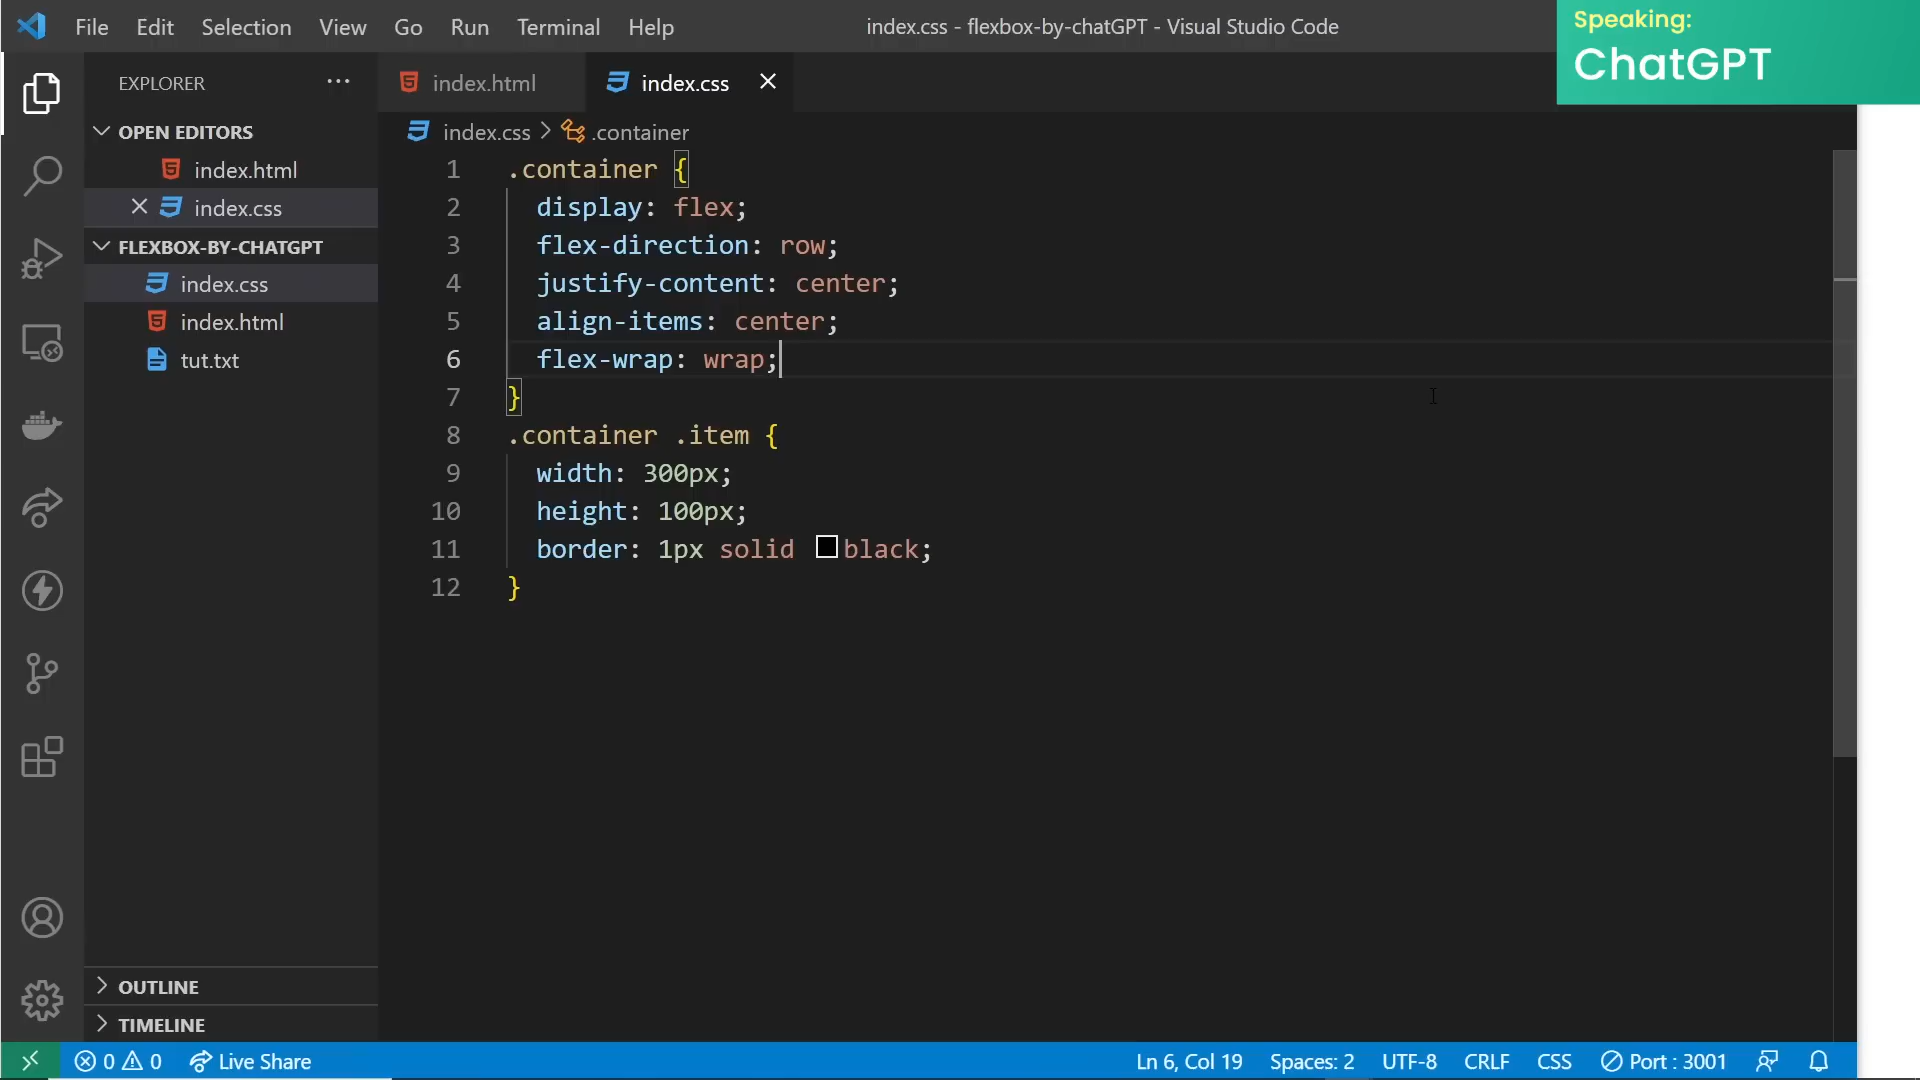 File Edit Selection View Go Run Terminal Help
index.css - flexbox-by-chatGPT - Visual Studio Code
Speaking:
ChatGPT
EXPLORER
OPEN EDITORS
index.html
index.css
FLEXBOX-BY-CHATGPT
index.css
index.html
tut.txt
OUTLINE
TIMELINE
index.html
index.css
index.css > .container
1 .container {
2 display: flex;
3 flex-direction: row;
4 justify-content: center;
5 align-items: center;
6 flex-wrap: wrap;
7 }
8 .container .item {
9 width: 300px;
10 height: 100px;
11 border: 1px solid black;
12 }
0 0 Live Share
Ln 6, Col 19 Spaces: 2 UTF-8 CRLF CSS Port : 3001